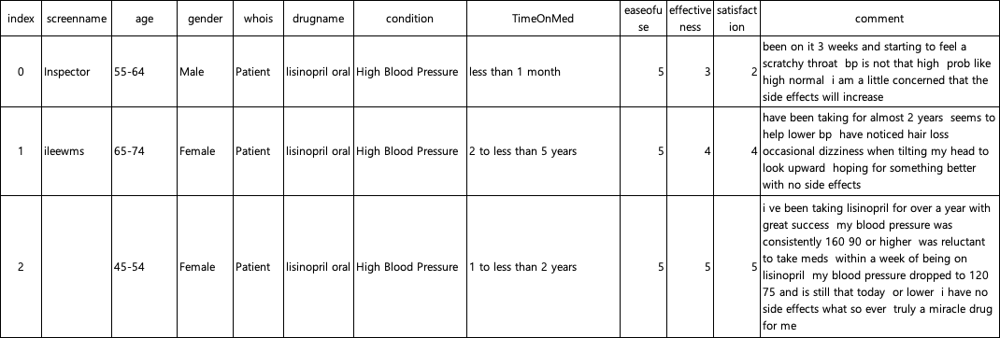 index screenname age gender whois drugname condition TimeOnMed easeofu effective satisfact comment
se ness ion
0 Inspector 55-64 Male Patient lisinopril oral High Blood Pressure less than 1 month 5 3 2 been on it 3 weeks and starting to feel a
scratchy throat bp is not that high prob like
high normal i am a little concerned that the
side effects will increase
1 ileewms 65-74 Female Patient lisinopril oral High Blood Pressure 2 to less than 5 years 5 4 4 have been taking for almost 2 years seems to
help lower bp have noticed hair loss
occasional dizziness when tilting my head to
look upward hoping for something better
with no side effects
2 45-54 Female Patient lisinopril oral High Blood Pressure 1 to less than 2 years 5 5 5 i ve been taking lisinopril for over a year with
great success my blood pressure was
consistently 160 90 or higher was reluctant
to take meds within a week of being on
lisinopril my blood pressure dropped to 120
75 and is still that today or lower i have no
side effects what so ever truly a miracle drug
for me